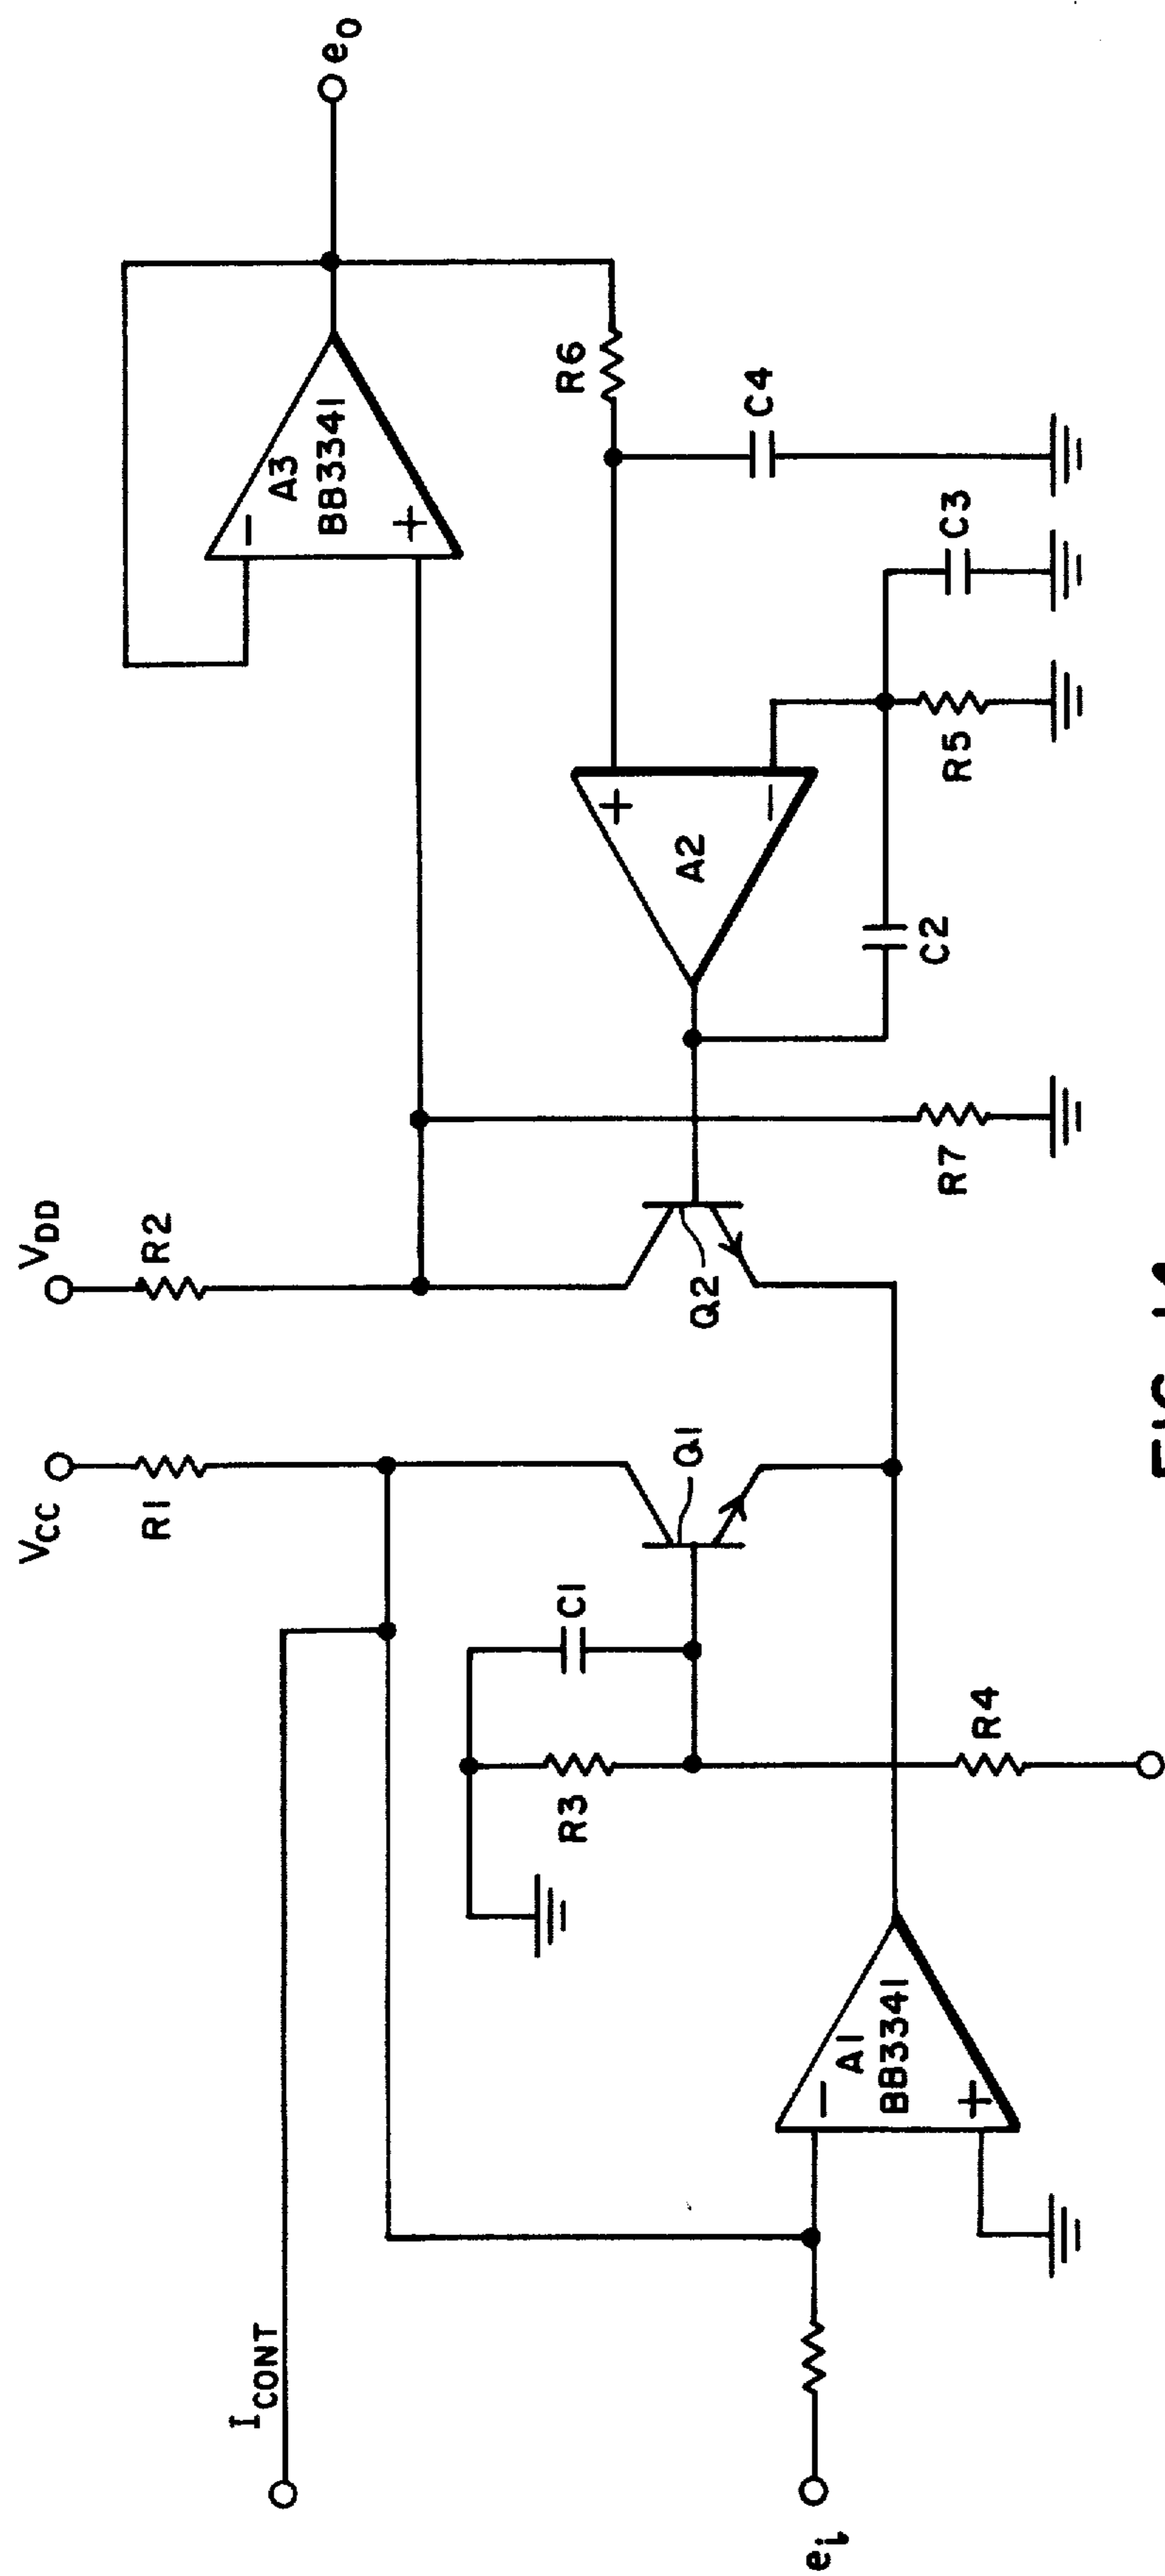 I CONT
VCC
R1
VDD
R2
C1
R3
Q1
Q2
R4
R7
ei
−
A1
BB3341
+
+
A2
−
C2
R5
C3
C4
R6
−
A3
BB3341
+
eo